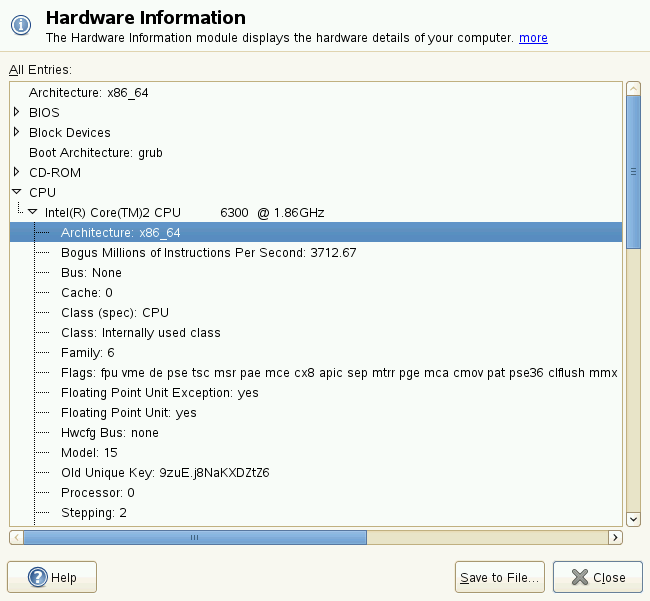 Hardware Information
The Hardware Information module displays the hardware details of your computer. more
All Entries:
Architecture: x86_64
BIOS
Block Devices
Boot Architecture: grub
CD-ROM
CPU
Intel(R) Core(TM)2 CPU 6300 @ 1.86GHz
Architecture: x86_64
Bogus Millions of Instructions Per Second: 3712.67
Bus: None
Cache: 0
Class (spec): CPU
Class: Internally used class
Family: 6
Flags: fpu vme de pse tsc msr pae mce cx8 apic sep mtrr pge mca cmov pat pse36 clflush mmx
Floating Point Unit Exception: yes
Floating Point Unit: yes
Hwcfg Bus: none
Model: 15
Old Unique Key: 9zuE.j8NaKXDZtZ6
Processor: 0
Stepping: 2
Help
Save to File...
Close